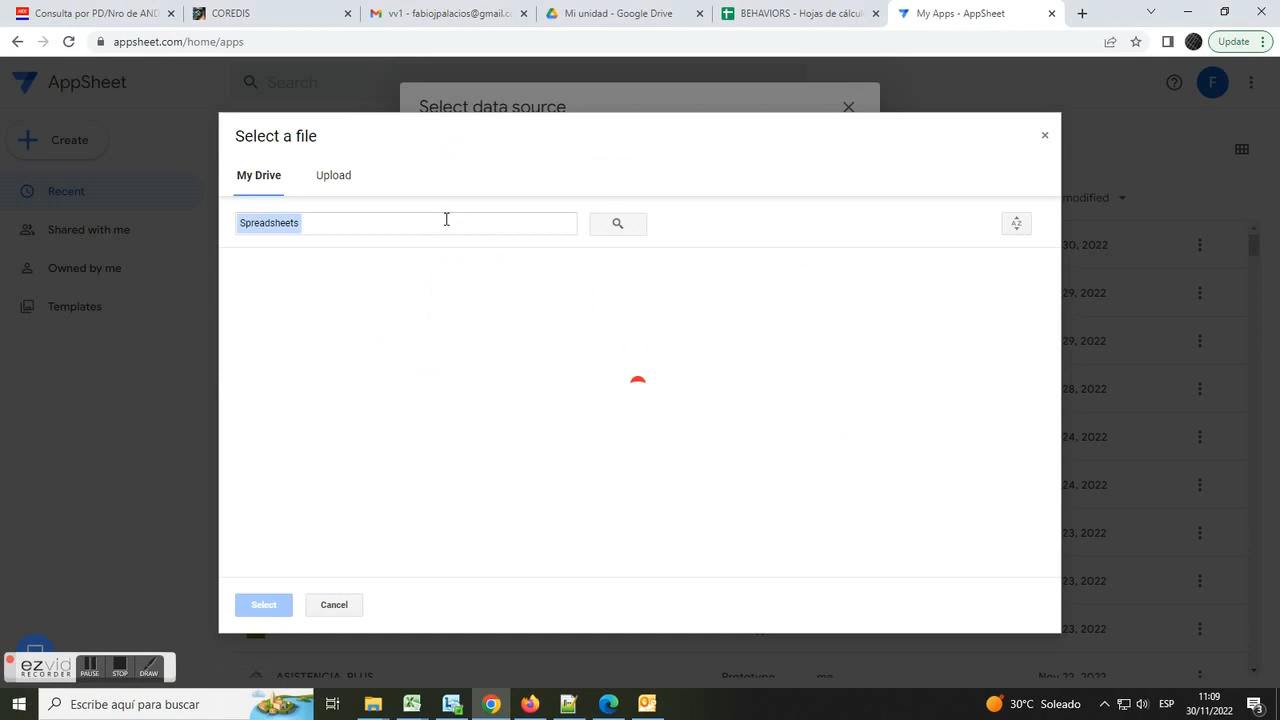 Consulta por PD/Nro de AND
COREDIS
vv1 - fabiojpalacios@gmail.cc
Mi unidad - Google Drive
BEHAVIORS - Hojas de cálcul
My Apps - AppSheet
appsheet.com/home/apps
Update
AppSheet
Search
F
Select data source
Create
Select a file
My Drive
Upload
Recent
modified
Spreadsheets
Shared with me
30, 2022
Owned by me
29, 2022
Templates
29, 2022
28, 2022
24, 2022
24, 2022
23, 2022
23, 2022
Select
Cancel
23, 2022
ezvid
RECORDER
PAUSE
STOP
DRAW
ASISTENCIA_PLUS
Prototype
me
Nov 22, 2022
Escribe aquí para buscar
30°C Soleado
ESP
11:09
30/11/2022
3